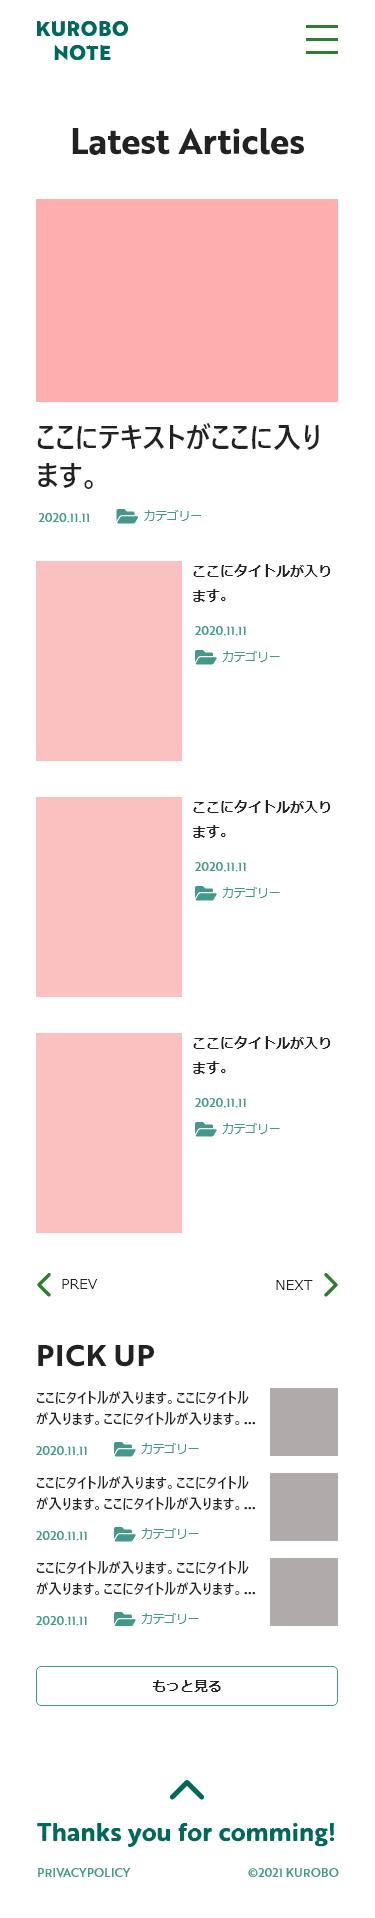 KUROBO
NOTE
Latest Articles
ここにテキストがここに入り
ます。
2020.11.11 カテゴリー
ここにタイトルが入り
ます。
2020.11.11
カテゴリー
ここにタイトルが入り
ます。
2020.11.11
カテゴリー
ここにタイトルが入り
ます。
2020.11.11
カテゴリー
PREV NEXT
PICK UP
ここにタイトルが入ります。ここにタイトル
が入ります。ここにタイトルが入ります。...
2020.11.11 カテゴリー
ここにタイトルが入ります。ここにタイトル
が入ります。ここにタイトルが入ります。...
2020.11.11 カテゴリー
ここにタイトルが入ります。ここにタイトル
が入ります。ここにタイトルが入ります。...
2020.11.11 カテゴリー
もっと見る
Thanks you for comming!
PRIVACYPOLICY ©2021 KUROBO